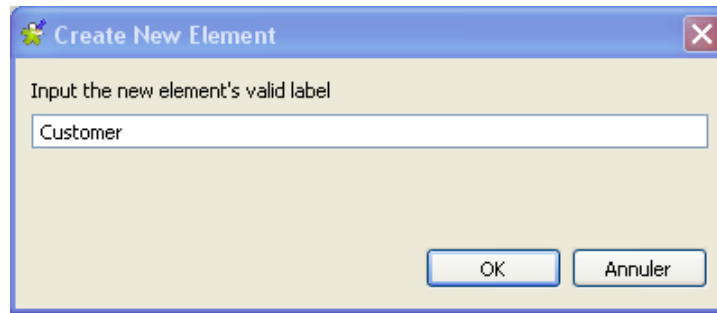 Create New Element
Input the new element's valid label
Customer
OK
Annuler